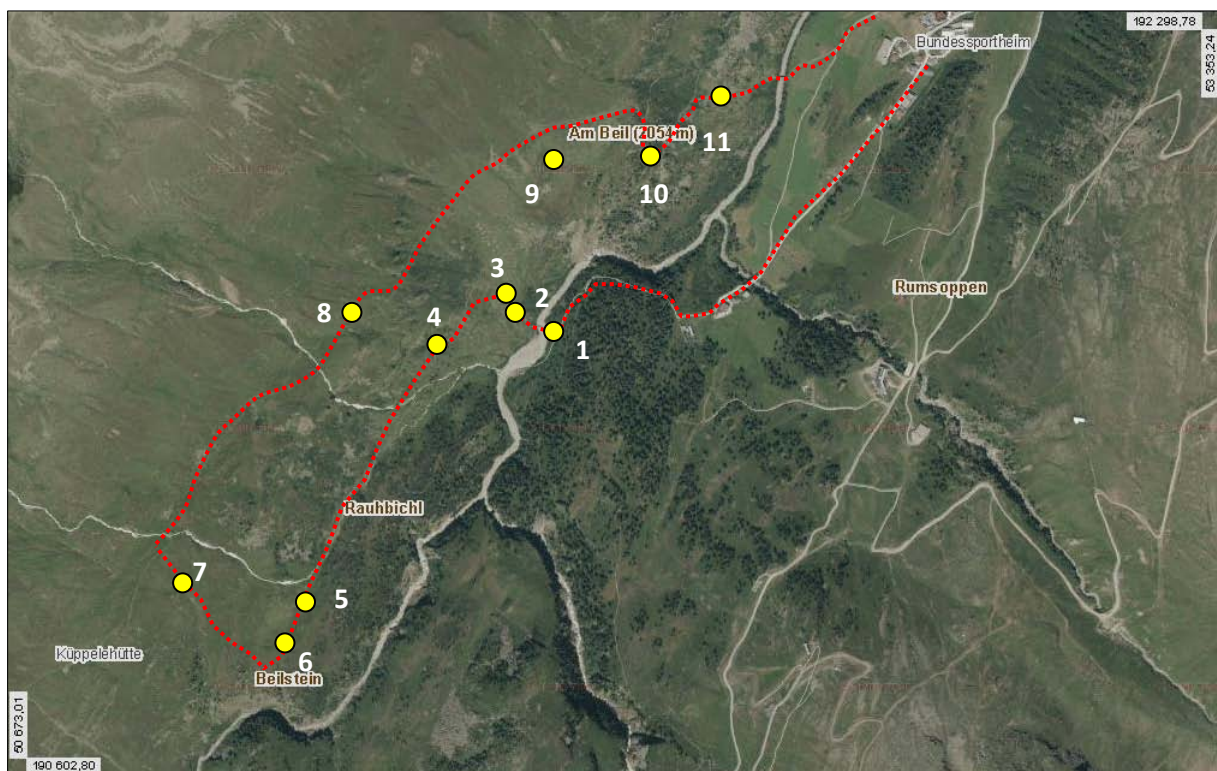 192 298,78
53 353,24
Bundessportheim
Am Beil (2054m)
11
9
10
3
2
Rumsoppen
8
4
1
Rauhbichl
7
5
Küppelehütte
6
Beilstein
50 673,01
190 602,80